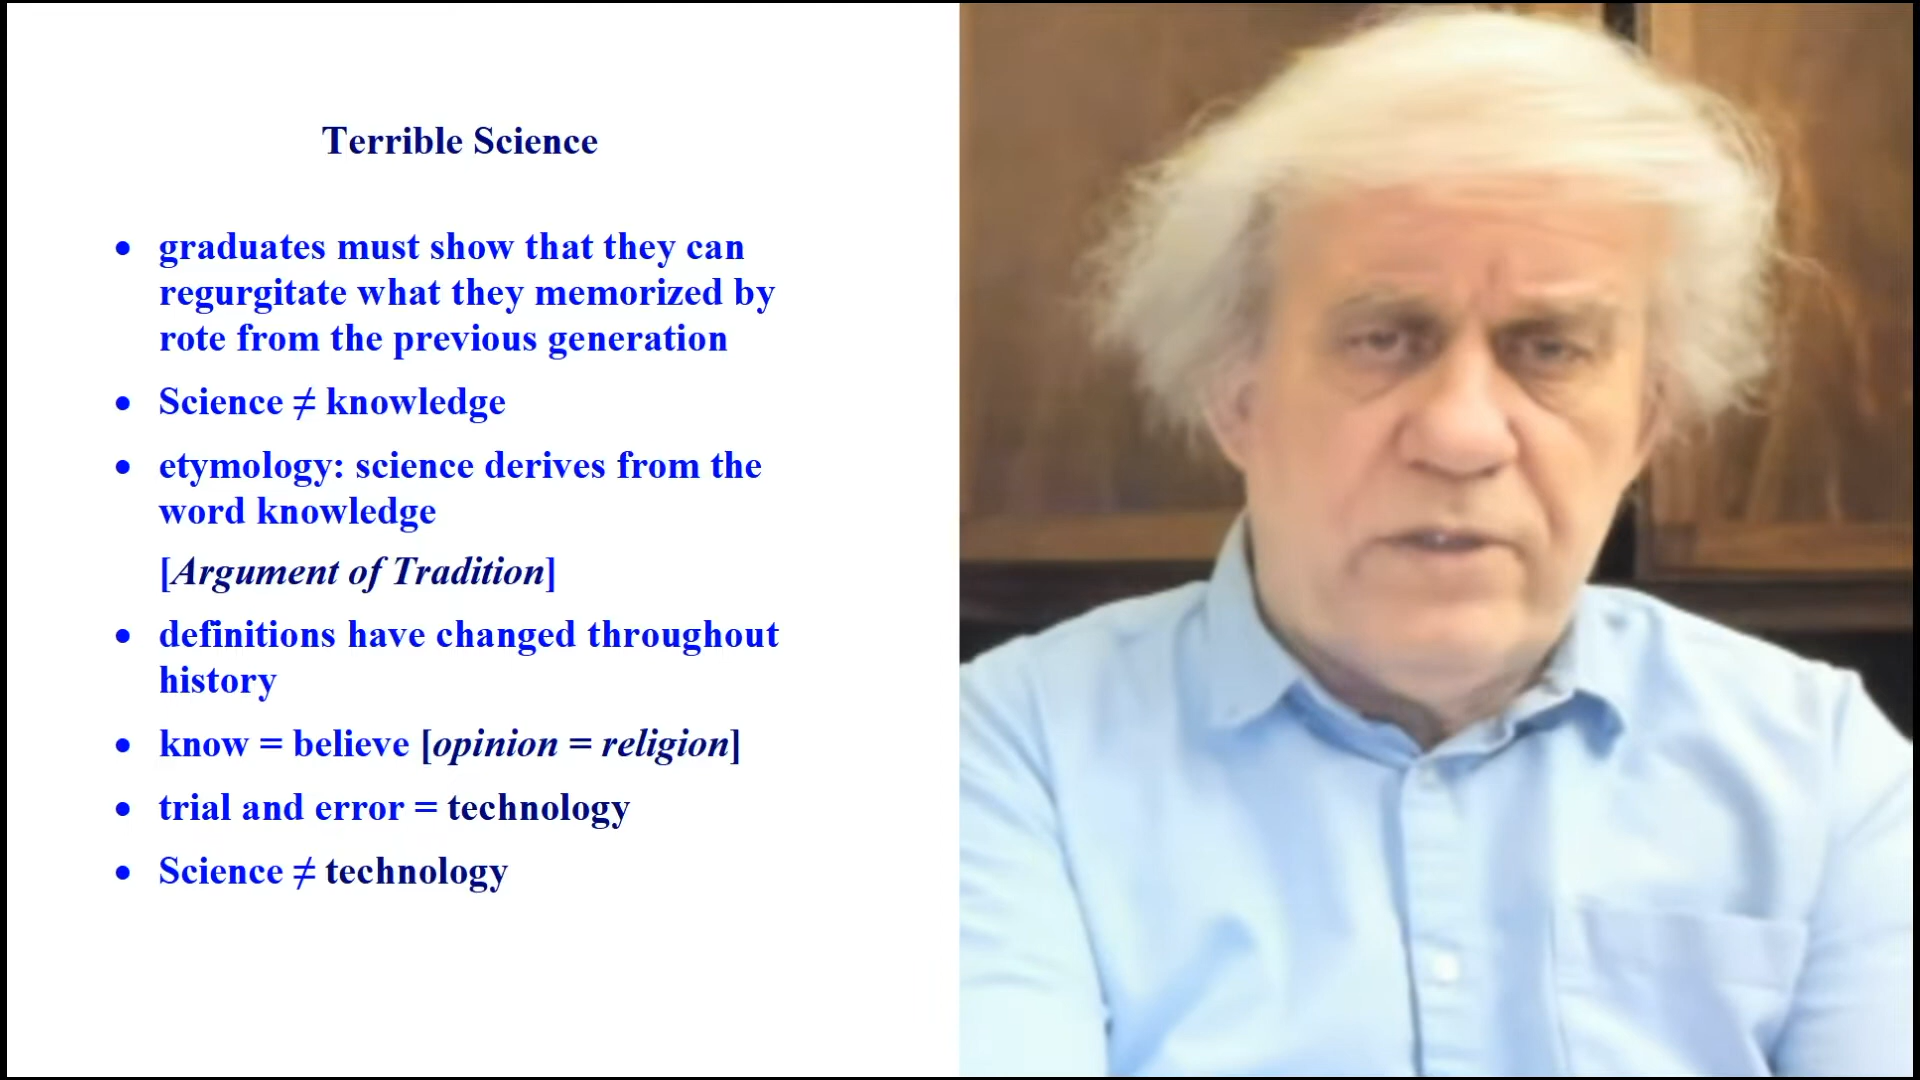 Terrible Science
• graduates must show that they can
regurgitate what they memorized by
rote from the previous generation
• Science ≠ knowledge
• etymology: science derives from the
word knowledge
[Argument of Tradition]
• definitions have changed throughout
history
• know = believe [opinion = religion]
• trial and error = technology
• Science ≠ technology